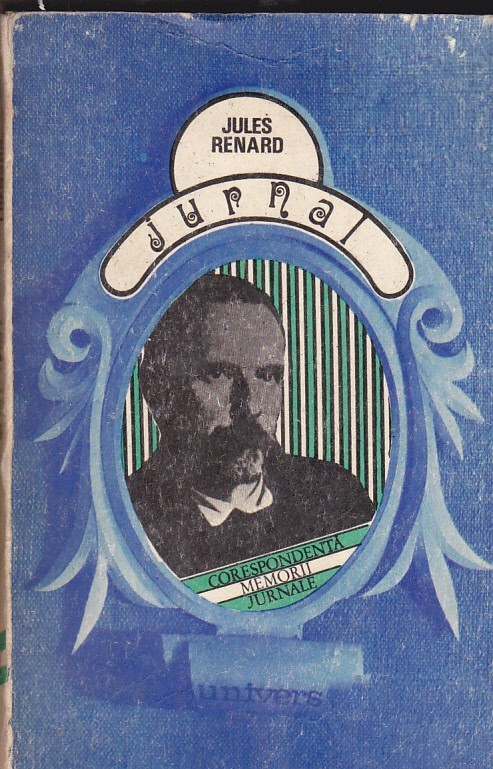 JULES
RENARD
jurnal
CORESPONDENȚĂ
MEMORII
JURNALE
univers